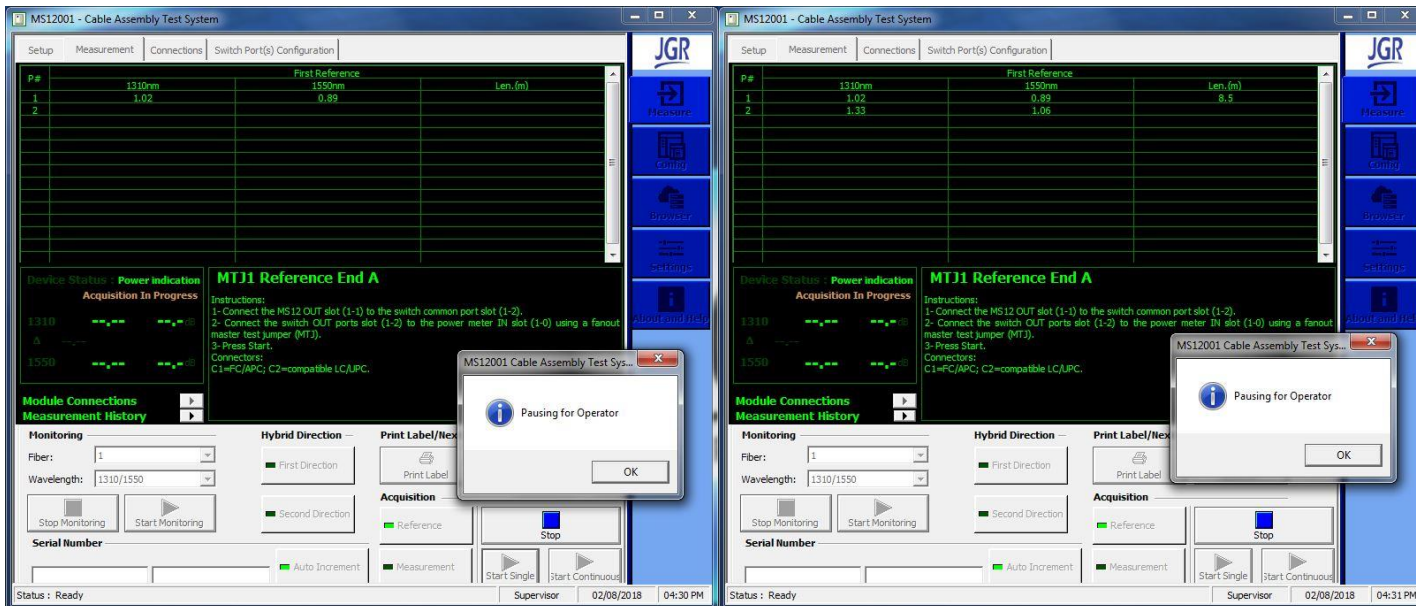 MS12001 - Cable Assembly Test System
Setup Measurement Connections Switch Port(s) Configuration
JGR
P# First Reference
1310nm 1550nm Len.(m)
1 1.02 0.89
2
Measure
Config
Browser
Settings
About and Help
Device Status : Power indication
Acquisition In Progress
1310 --,-- --,- dB
Δ --,--
1550 --,-- --,- dB
MTJ1 Reference End A
Instructions:
1- Connect the MS12 OUT slot (1-1) to the switch common port slot (1-2).
2- Connect the switch OUT ports slot (1-2) to the power meter IN slot (1-0) using a fanout
master test jumper (MTJ).
3- Press Start.
Connectors:
C1=FC/APC; C2=compatible LC/UPC.
MS12001 Cable Assembly Test Sys...
Pausing for Operator
OK
Module Connections
Measurement History
Monitoring
Fiber: 1
Wavelength: 1310/1550
Stop Monitoring Start Monitoring
Serial Number
Hybrid Direction
First Direction
Second Direction
Auto Increment
Print Label/Nex
Print Label
Acquisition
Reference
Measurement
Stop
Start Single Start Continuous
Status : Ready Supervisor 02/08/2018 04:30 PM
MS12001 - Cable Assembly Test System
Setup Measurement Connections Switch Port(s) Configuration
JGR
P# First Reference
1310nm 1550nm Len.(m)
1 1.02 0.89 8.5
2 1.33 1.06
Measure
Config
Browser
Settings
About and Help
Device Status : Power indication
Acquisition In Progress
1310 --,-- --,- dB
Δ --,--
1550 --,-- --,- dB
MTJ1 Reference End A
Instructions:
1- Connect the MS12 OUT slot (1-1) to the switch common port slot (1-2).
2- Connect the switch OUT ports slot (1-2) to the power meter IN slot (1-0) using a fanout
master test jumper (MTJ).
3- Press Start.
Connectors:
C1=FC/APC; C2=compatible LC/UPC.
MS12001 Cable Assembly Test Sys...
Pausing for Operator
OK
Module Connections
Measurement History
Monitoring
Fiber: 1
Wavelength: 1310/1550
Stop Monitoring Start Monitoring
Serial Number
Hybrid Direction
First Direction
Second Direction
Auto Increment
Print Label/Nex
Print Label
Acquisition
Reference
Measurement
Stop
Start Single Start Continuous
Status : Ready Supervisor 02/08/2018 04:31 PM